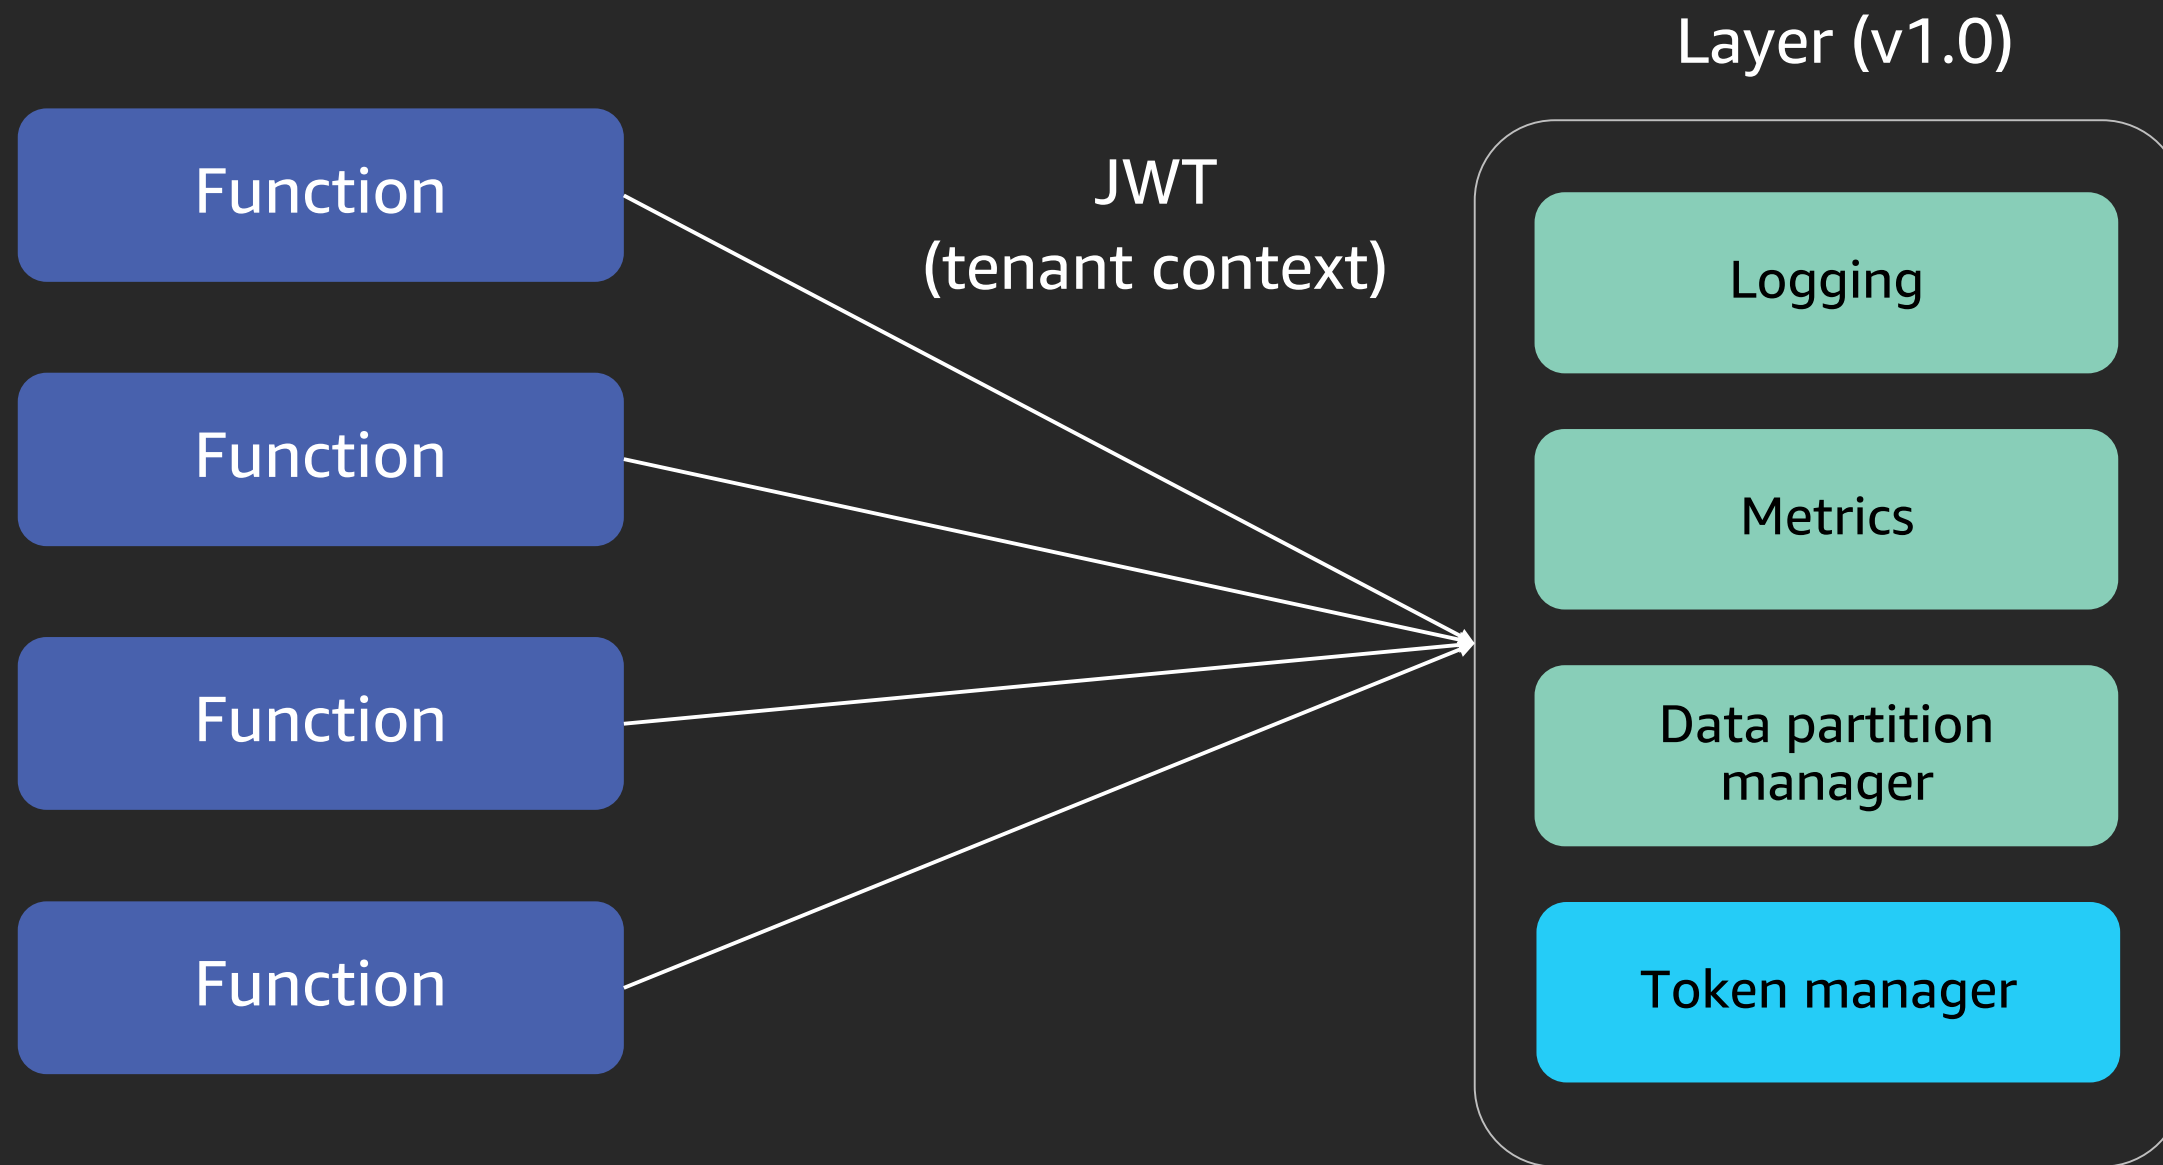 Layer (v1.0)
Function
Function
Function
Function
JWT
(tenant context)
Logging
Metrics
Data partition
manager
Token manager